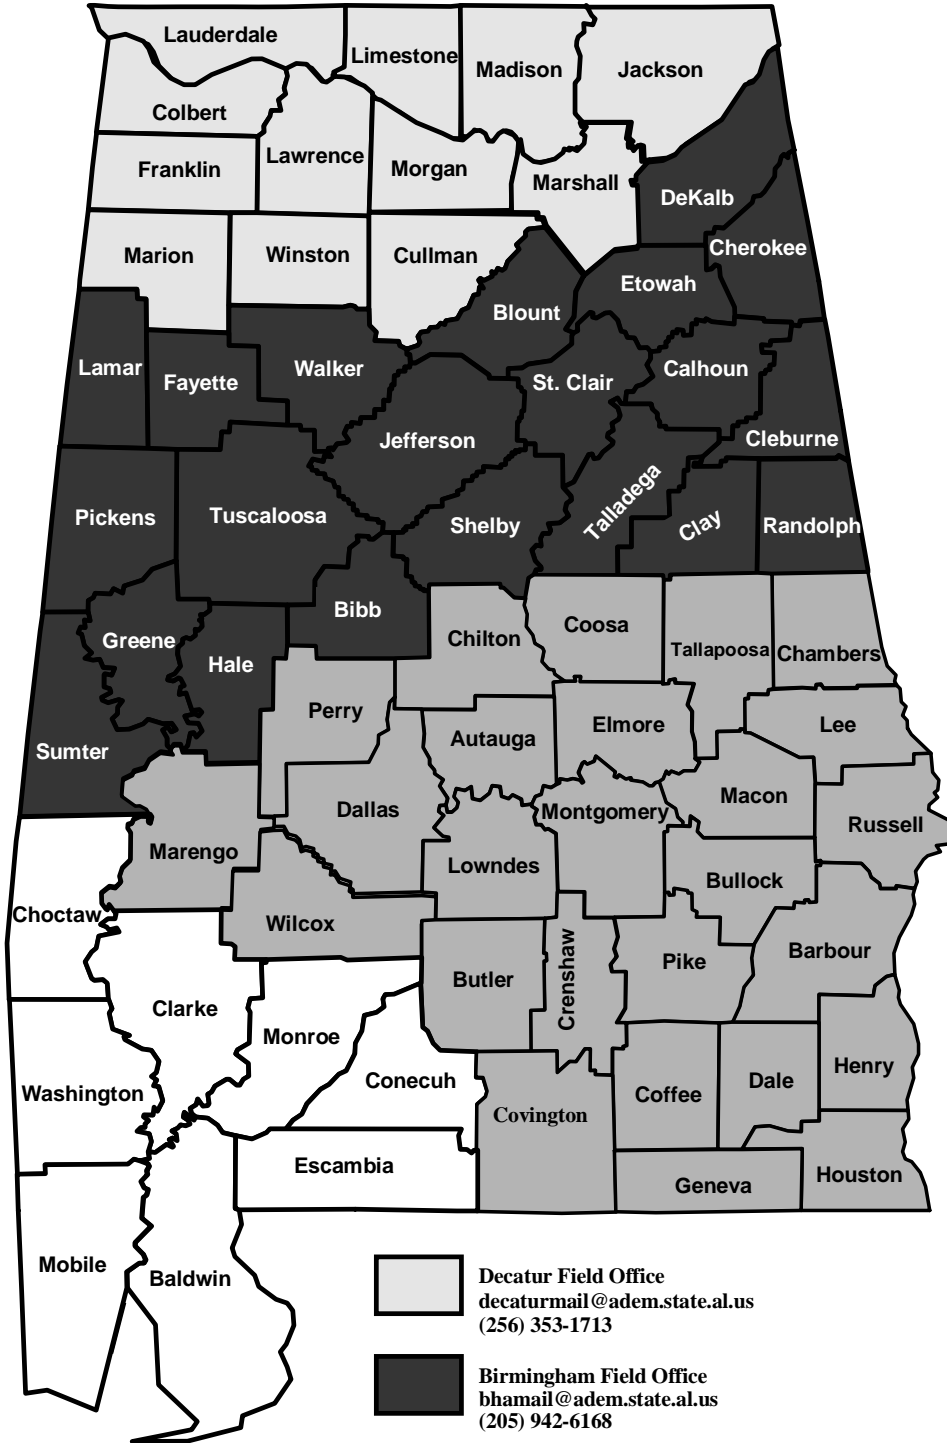 Lauderdale
Limestone
Madison
Jackson
Colbert
Lawrence
Franklin
Morgan
Marshall
DeKalb
Marion
Winston
Cullman
Cherokee
Etowah
Blount
Lamar
Fayette
Walker
St. Clair
Calhoun
Jefferson
Cleburne
Pickens
Tuscaloosa
Shelby
Talladega
Clay
Randolph
Bibb
Greene
Hale
Chilton
Coosa
Tallapoosa
Chambers
Sumter
Perry
Autauga
Elmore
Lee
Dallas
Montgomery
Macon
Russell
Marengo
Lowndes
Bullock
Choctaw
Wilcox
Butler
Crenshaw
Pike
Barbour
Clarke
Monroe
Washington
Conecuh
Covington
Coffee
Dale
Henry
Escambia
Geneva
Houston
Mobile
Baldwin
Decatur Field Office
decaturmail@adem.state.al.us
(256) 353-1713
Birmingham Field Office
bhamail@adem.state.al.us
(205) 942-6168